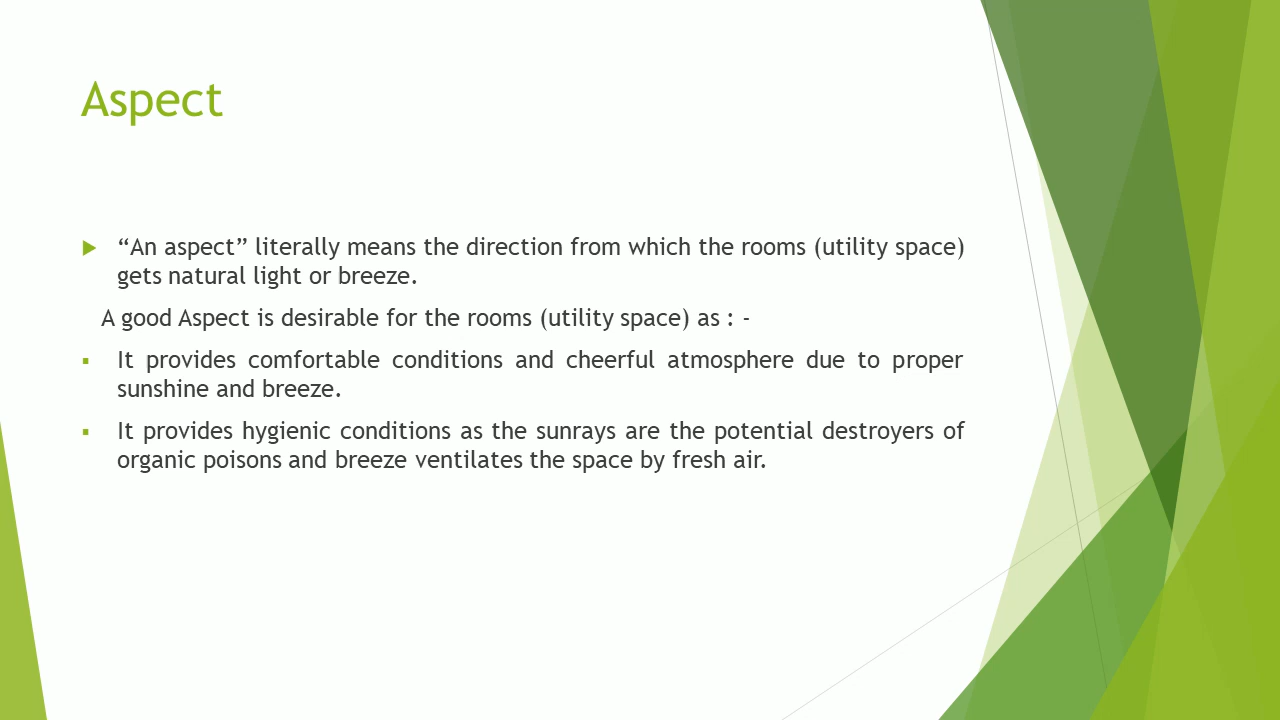 Aspect
“An aspect” literally means the direction from which the rooms (utility space)
gets natural light or breeze.
A good Aspect is desirable for the rooms (utility space) as : -
It provides comfortable conditions and cheerful atmosphere due to proper
sunshine and breeze.
It provides hygienic conditions as the sunrays are the potential destroyers of
organic poisons and breeze ventilates the space by fresh air.